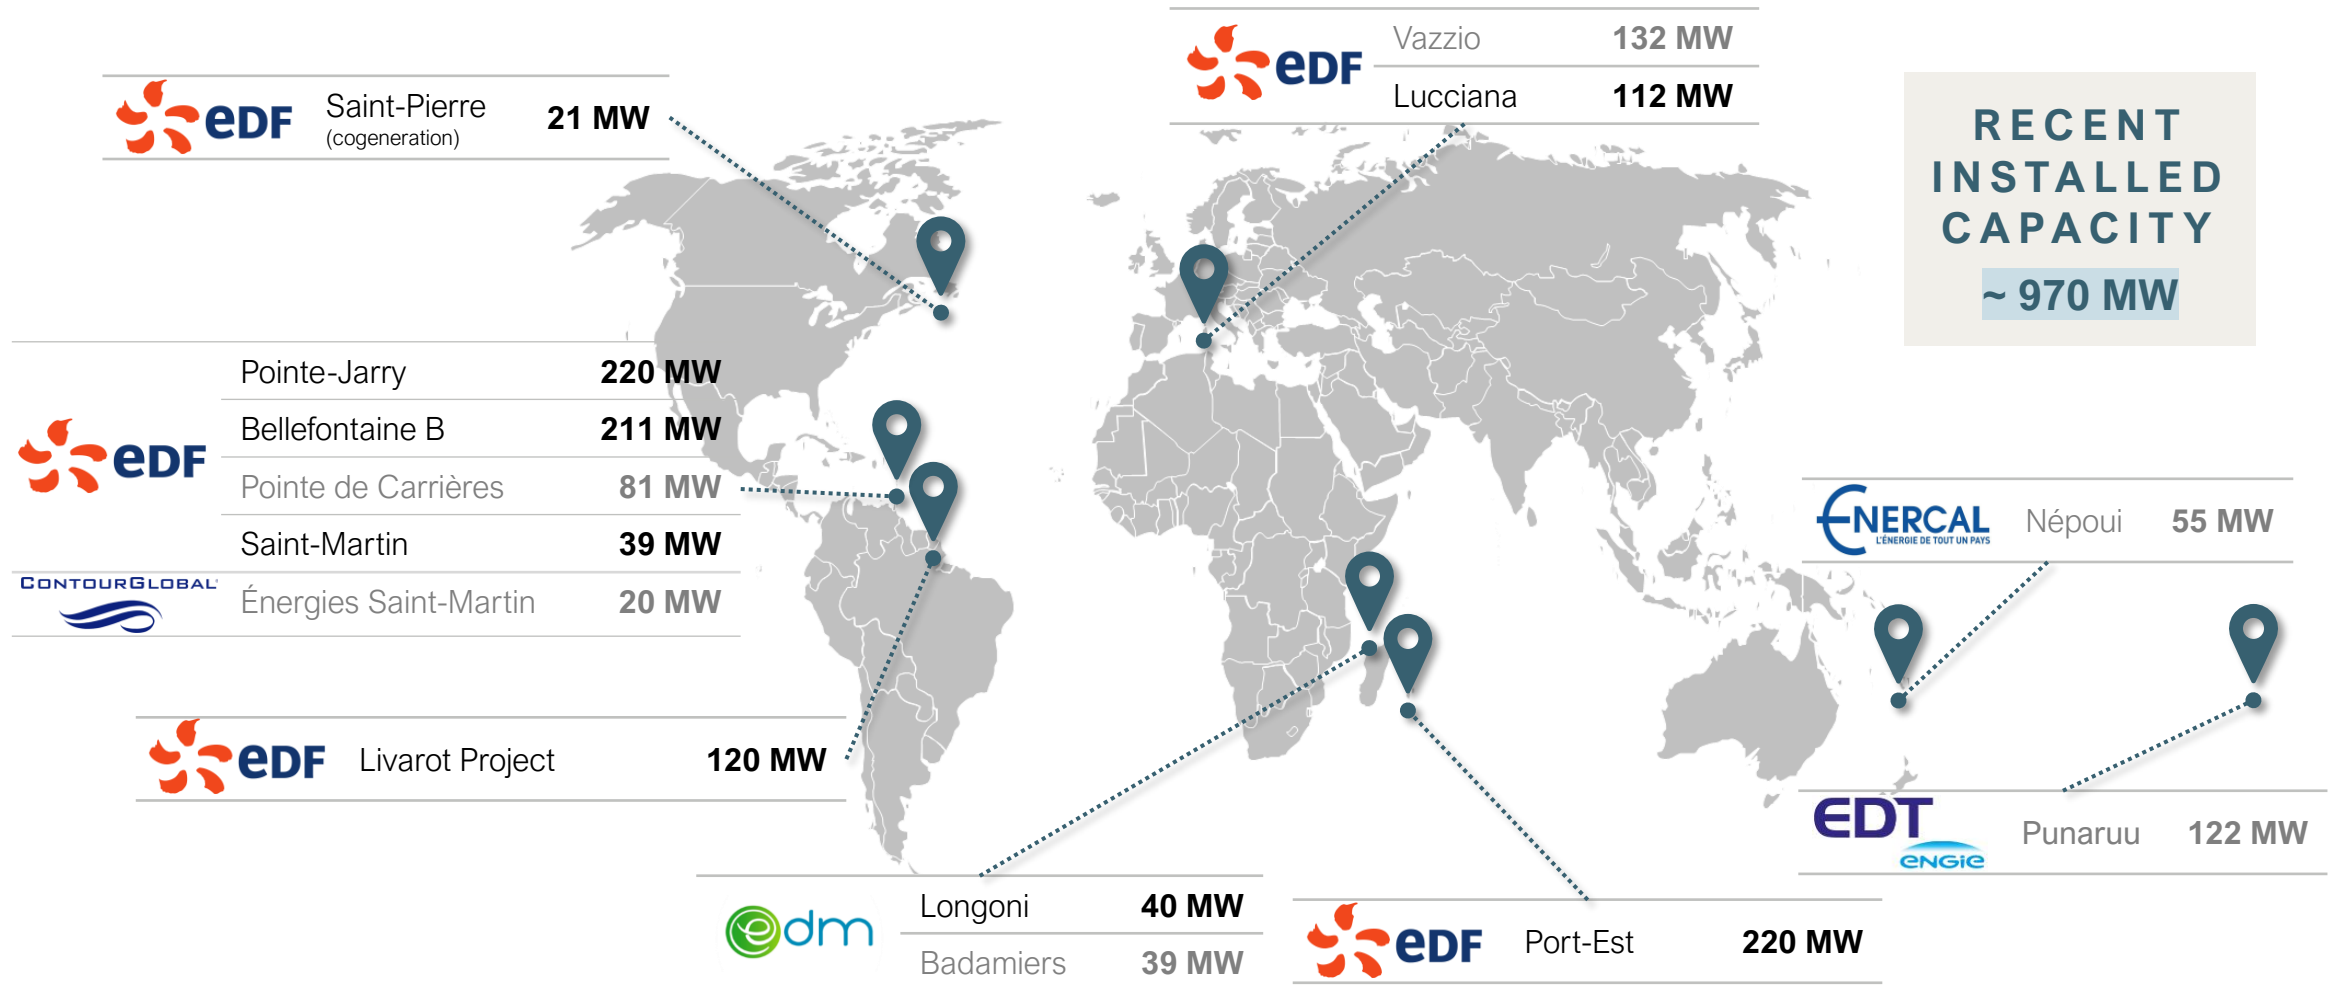 eDF
Vazzio 132 MW
Lucciana 112 MW
eDF
Saint-Pierre
(cogeneration)
21 MW
RECENT
INSTALLED
CAPACITY
~ 970 MW
eDF
Pointe-Jarry 220 MW
Bellefontaine B 211 MW
Pointe de Carrières 81 MW
Saint-Martin 39 MW
CONTOURGLOBAL
Énergies Saint-Martin 20 MW
ENERCAL
L'ÉNERGIE DE TOUT UN PAYS
Népoui 55 MW
eDF
Livarot Project 120 MW
EDT
ENGIE
Punaruu 122 MW
edm
Longoni 40 MW
Badamiers 39 MW
eDF
Port-Est 220 MW